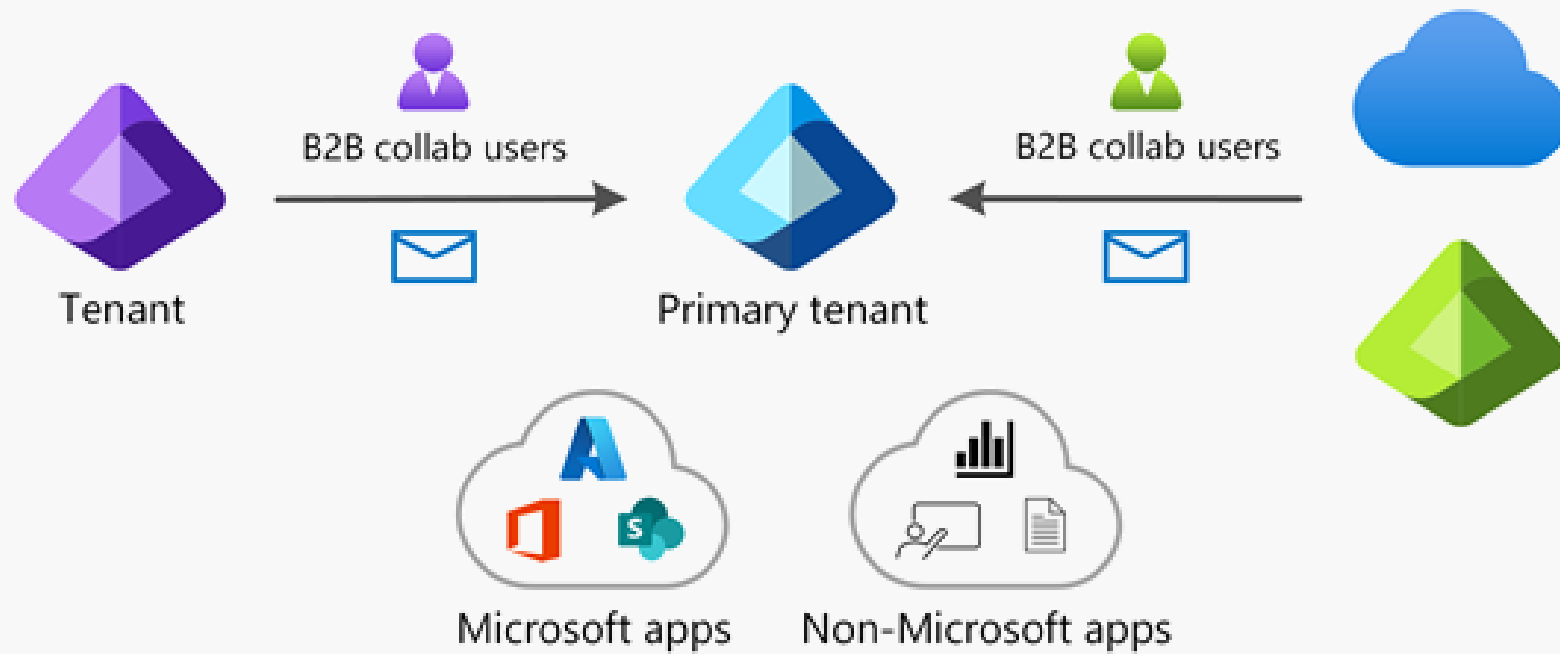 B2B collab users
B2B collab users
Tenant
Primary tenant
S
Microsoft apps
Non-Microsoft apps